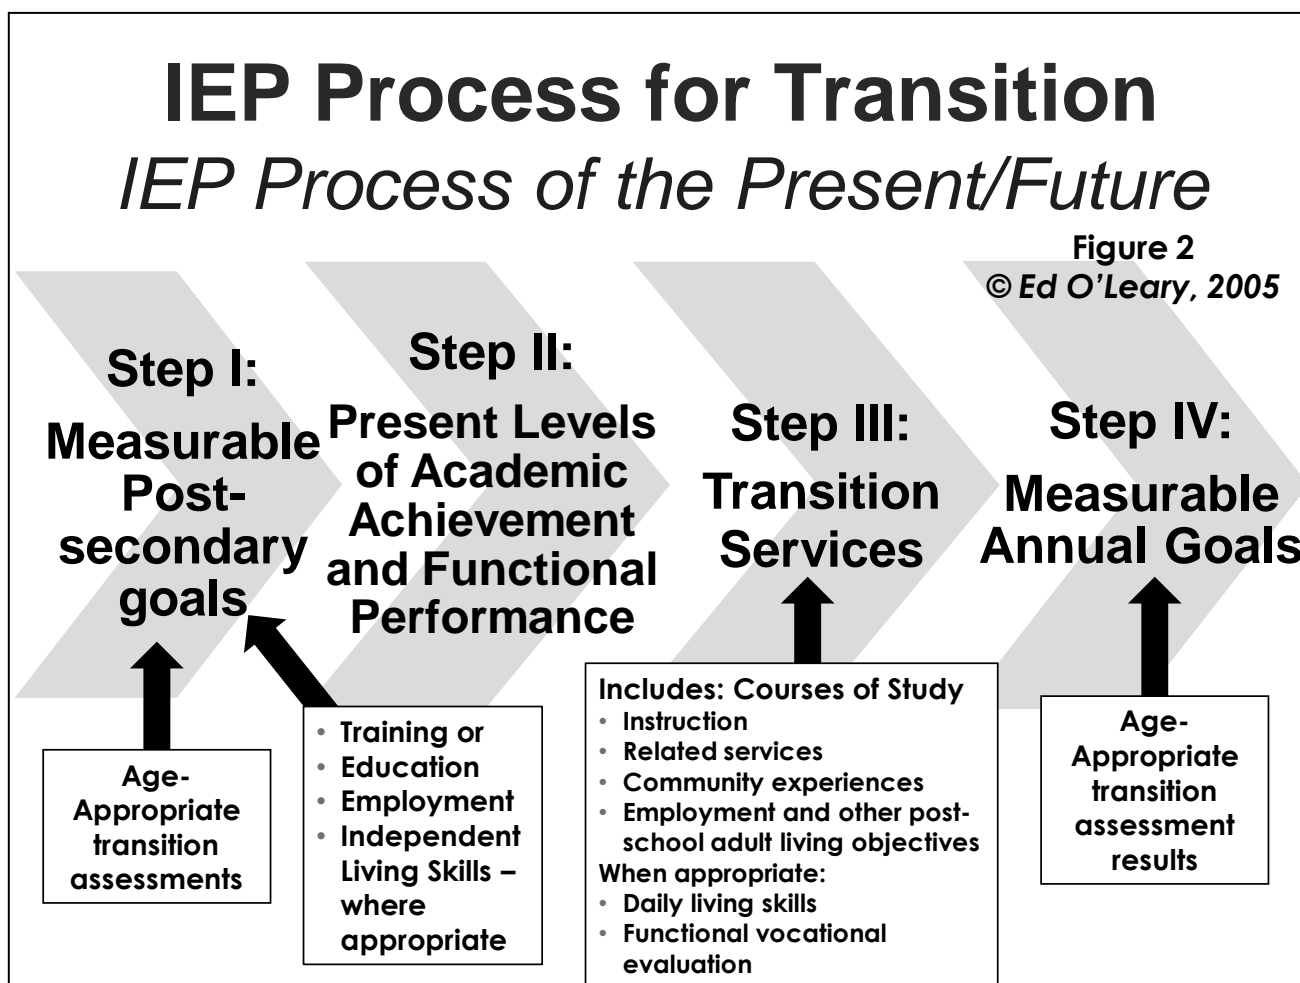 IEP Process for Transition
IEP Process of the Present/Future
Figure 2
© Ed O’Leary, 2005
Step I:
Measurable
Post-
secondary
goals
Step II:
Present Levels
of Academic
Achievement
and Functional
Performance
Step III:
Transition
Services
Step IV:
Measurable
Annual Goals
Age-
Appropriate
transition
assessments
• Training or
• Education
• Employment
• Independent
Living Skills –
where
appropriate
Includes: Courses of Study
• Instruction
• Related services
• Community experiences
• Employment and other post-
school adult living objectives
When appropriate:
• Daily living skills
• Functional vocational
evaluation
Age-
Appropriate
transition
assessment
results